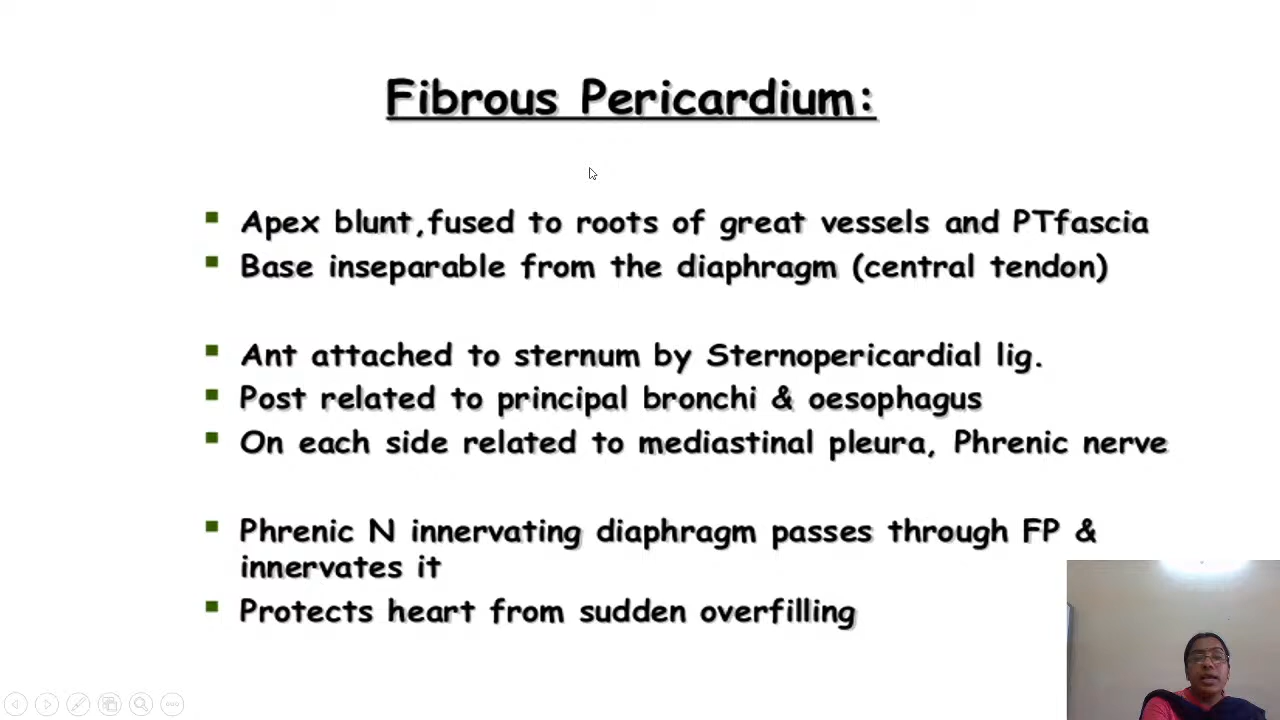 Fibrous Pericardium:
Apex blunt,fused to roots of great vessels and PTfascia
Base inseparable from the diaphragm (central tendon)
Ant attached to sternum by Sternopericardial lig.
Post related to principal bronchi & oesophagus
On each side related to mediastinal pleura, Phrenic nerve
Phrenic N innervating diaphragm passes through FP &
innervates it
Protects heart from sudden overfilling